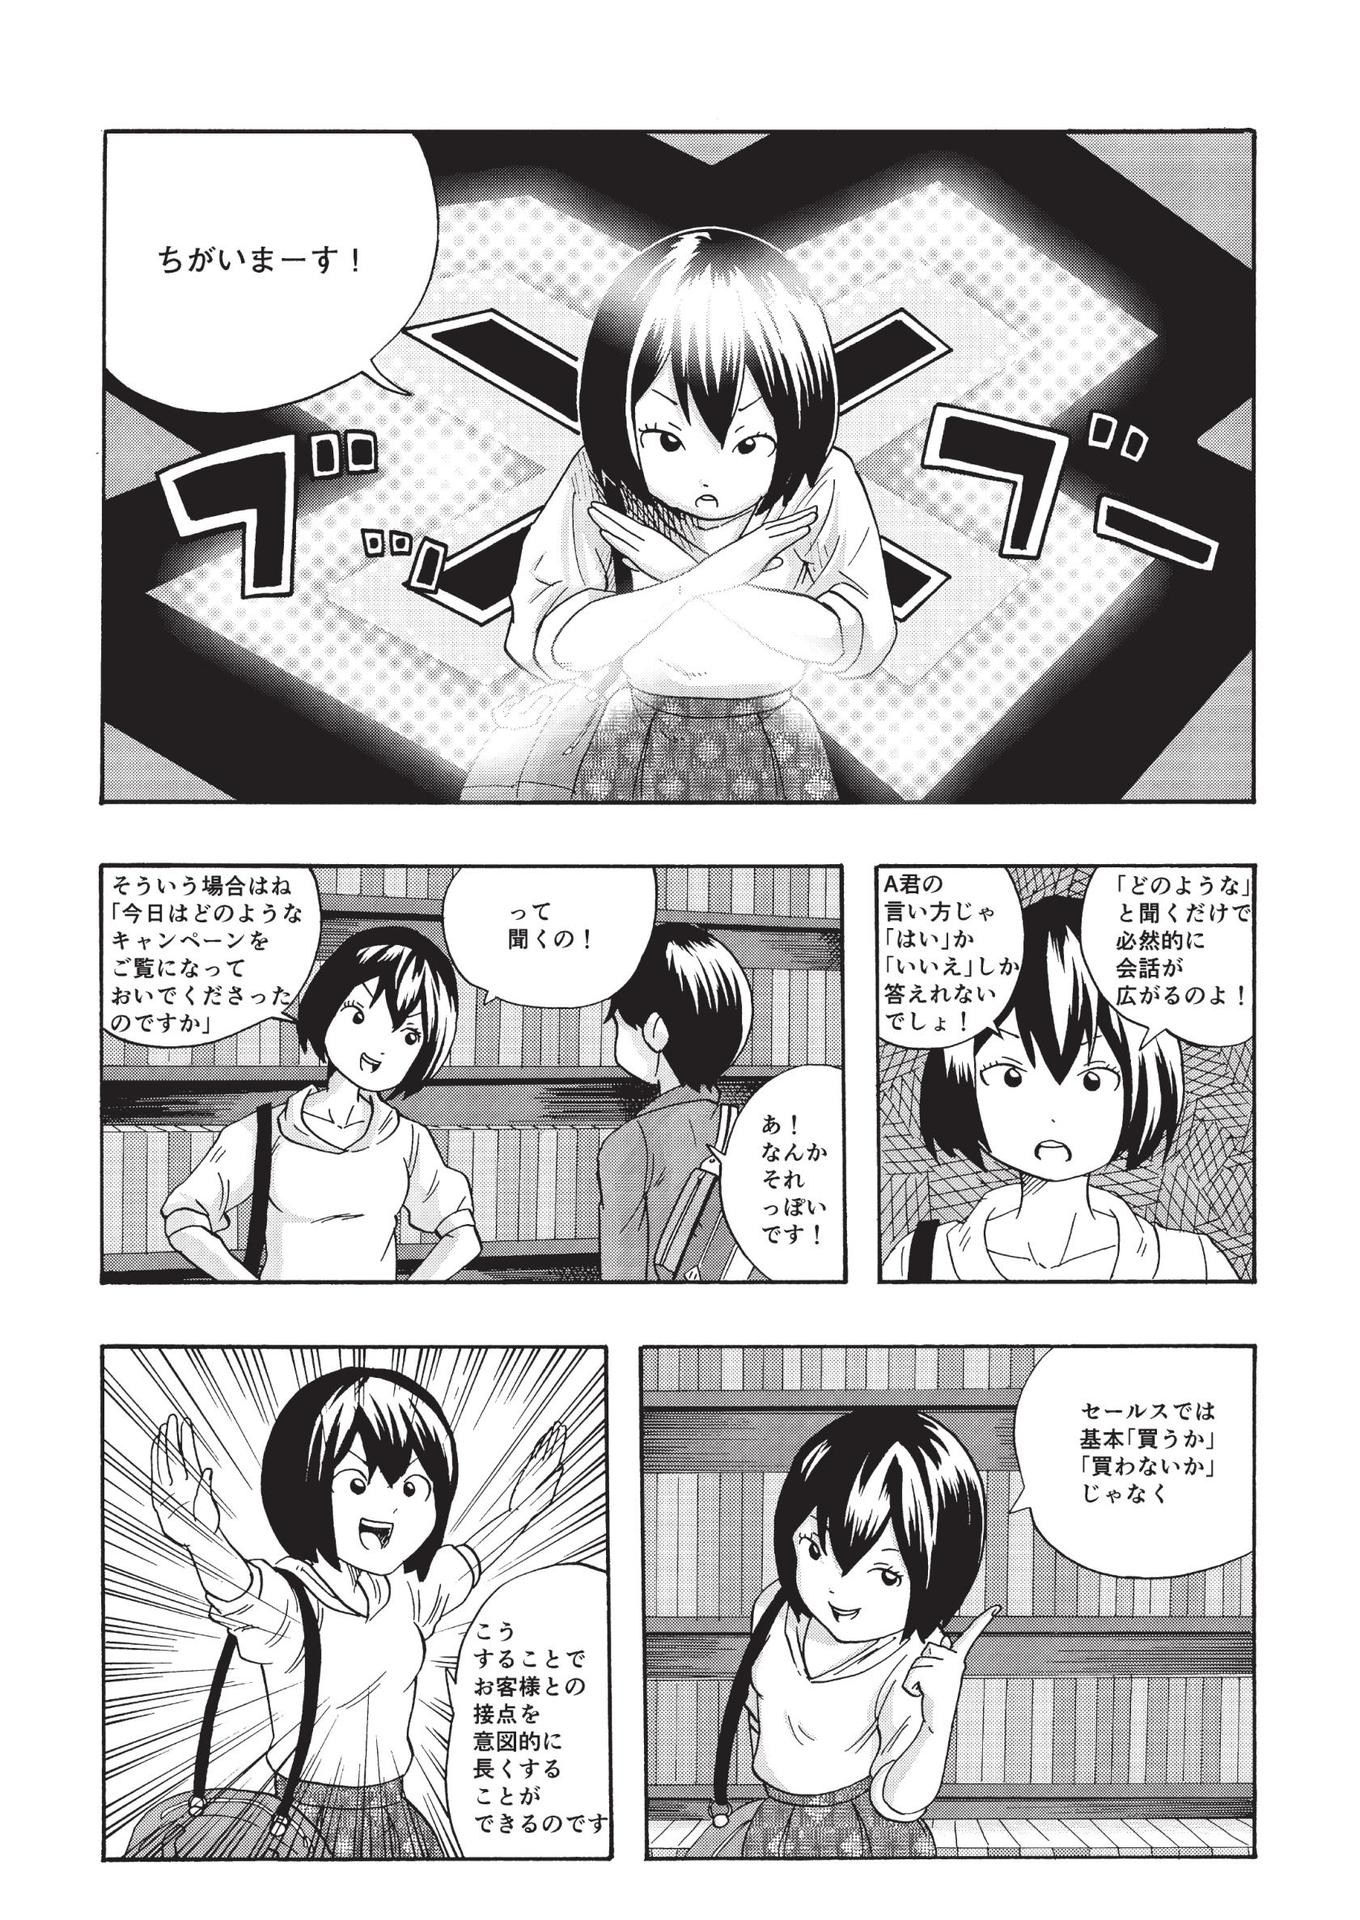 ちがいまーす！
ブッ
ブー
そういう場合はね
「今日はどのような
キャンペーンを
ご覧になって
おいでくださった
のですか」
って
聞くの！
あ！
なんか
それ
っぽい
です！
A君の
言い方じゃ
「はい」か
「いいえ」しか
答えれない
でしょ！
「どのような」
と聞くだけで
必然的に
会話が
広がるのよ！
こう
することで
お客様との
接点を
意図的に
長くする
ことが
できるのです
セールスでは
基本「買うか」
「買わないか」
じゃなく